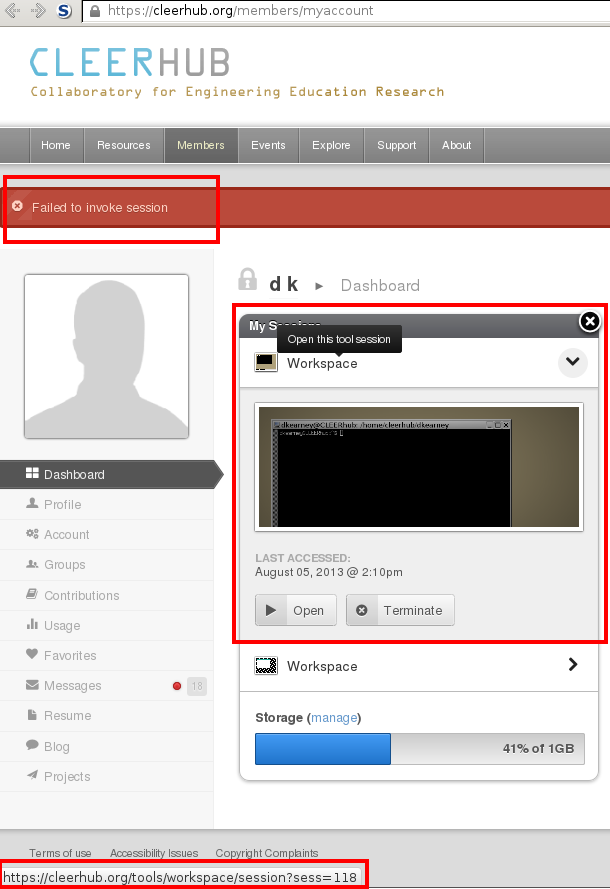 https://cleerhub.org/members/myaccount
CLEERHUB
Collaboratory for Engineering Education Research
Home Resources Members Events Explore Support About
Failed to invoke session
d k ▸ Dashboard
My Sessions
Open this tool session
Workspace
dkearney@CLEERhub: /home/cleerhub/dkearney
dkearney@CLEERhub:~$
LAST ACCESSED:
August 05, 2013 @ 2:10pm
Open Terminate
Workspace
Storage (manage)
41% of 1GB
Dashboard
Profile
Account
Groups
Contributions
Usage
Favorites
Messages 18
Resume
Blog
Projects
Terms of use Accessibility Issues Copyright Complaints
https://cleerhub.org/tools/workspace/session?sess=118